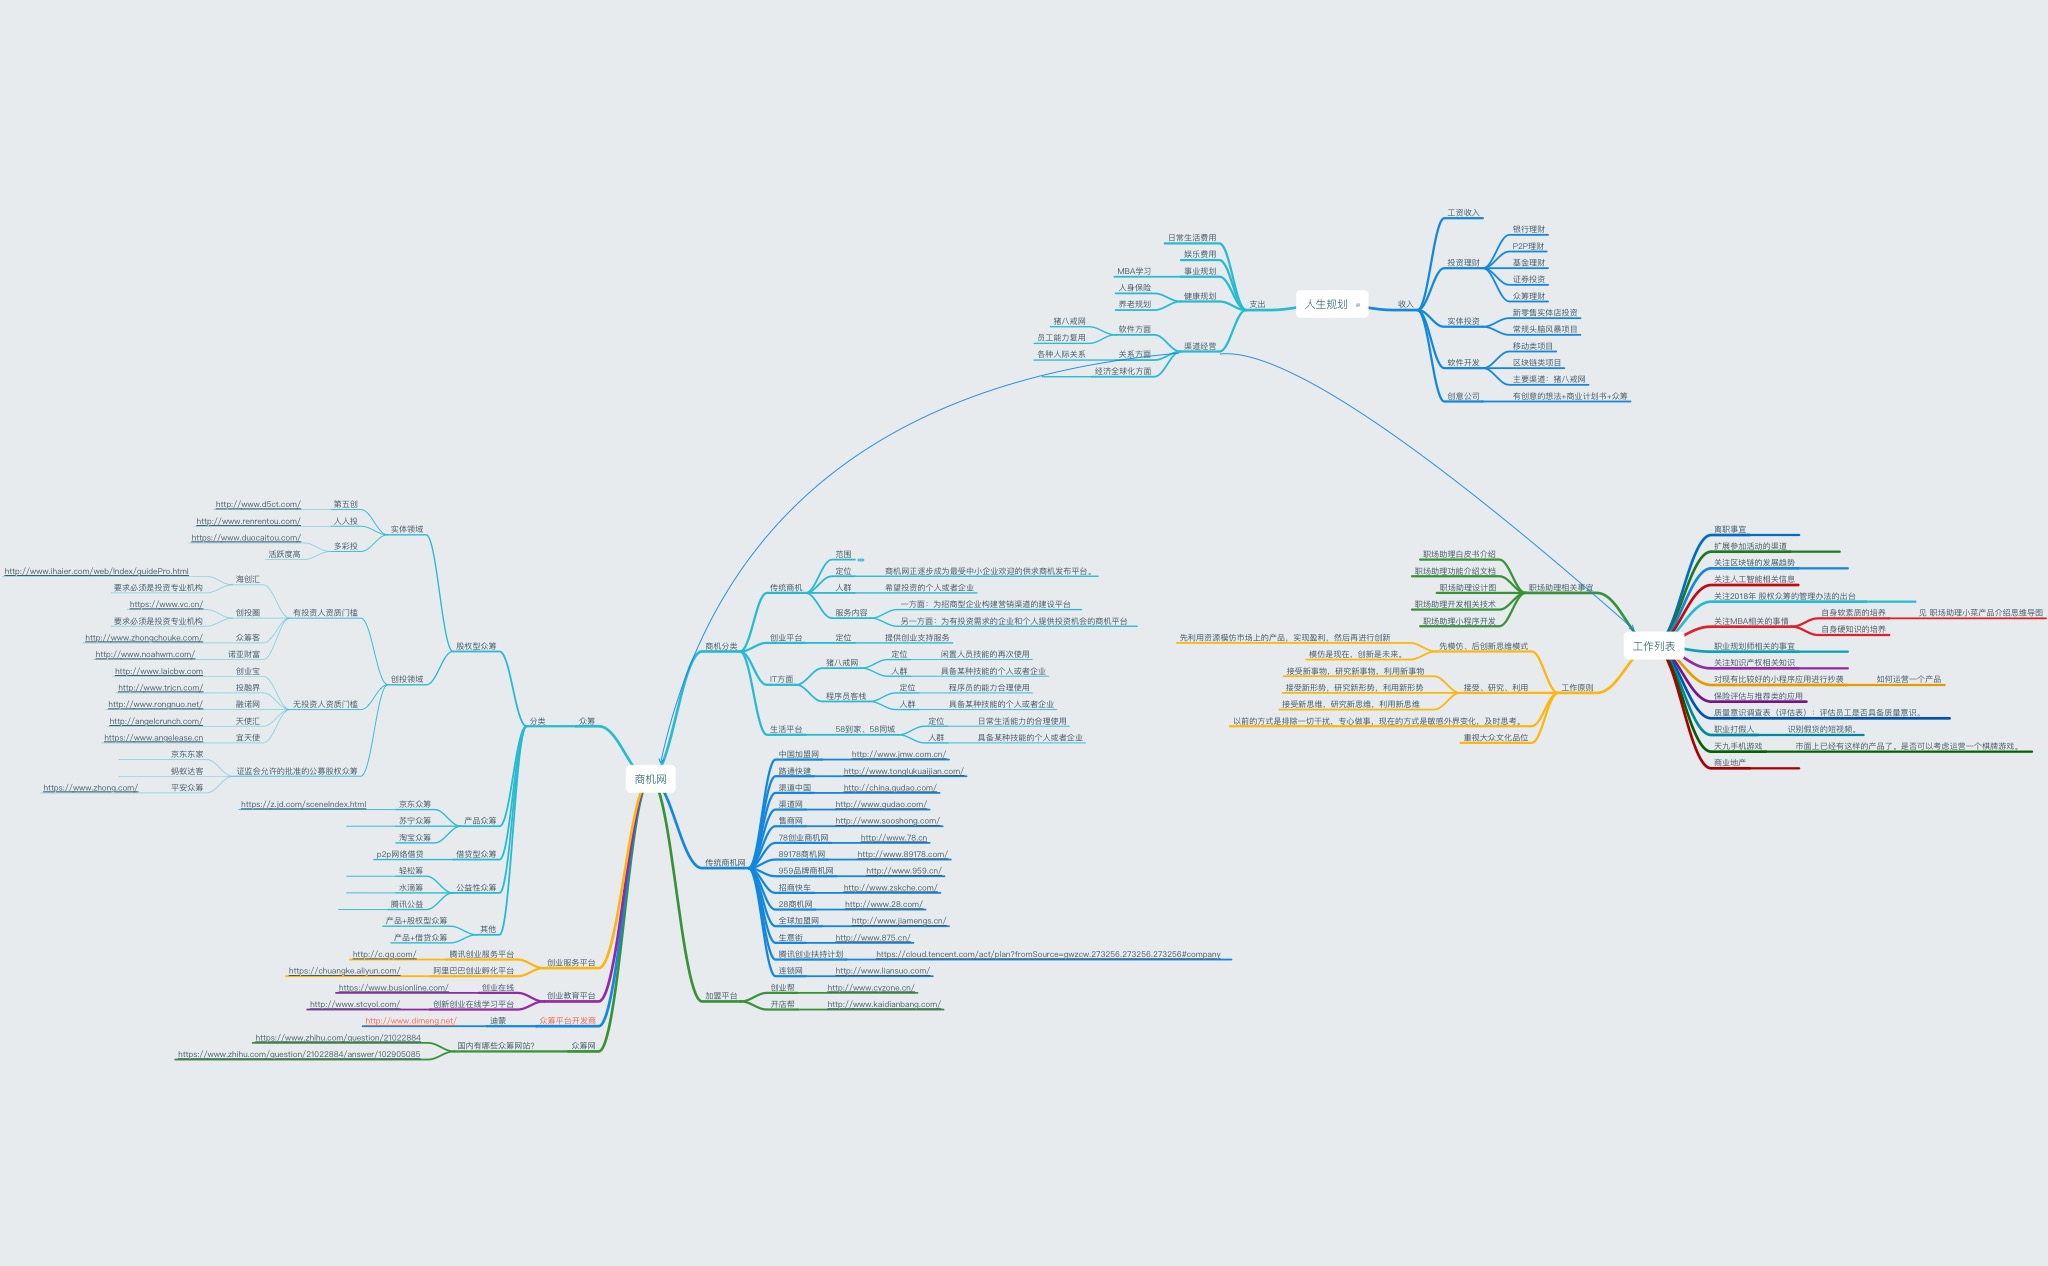 人生规划
收入
工资收入
投资理财
银行理财
P2P理财
基金理财
证券投资
众筹理财
实体投资
新零售实体店投资
常规头脑风暴项目
软件开发
移动类项目
区块链类项目
主要渠道：猪八戒网
创意公司
有创意的想法+商业计划书+众筹
支出
日常生活费用
娱乐费用
事业规划
MBA学习
健康规划
人身保险
养老规划
渠道经营
软件方面
猪八戒网
员工能力复用
关系方面
各种人际关系
经济全球化方面
工作列表
离职事宜
扩展参加活动的渠道
关注区块链的发展趋势
关注人工智能相关信息
关注2018年 股权众筹的管理办法的出台
关注MBA相关的事情
自身软素质的培养
见 职场助理小菜产品介绍思维导图
自身硬知识的培养
职业规划师相关的事宜
关注知识产权相关知识
对现有比较好的小程序应用进行抄袭
如何运营一个产品
保险评估与推荐类的应用
质量意识调查表（评估表）：评估员工是否具备质量意识。
职业打假人
识别假货的短视频。
天九手机游戏
市面上已经有这样的产品了。是否可以考虑运营一个棋牌游戏。
商业地产
职场助理相关事宜
职场助理白皮书介绍
职场助理功能介绍文档
职场助理设计图
职场助理开发相关技术
职场助理小程序开发
工作原则
先模仿、后创新思维模式
先利用资源模仿市场上的产品，实现盈利，然后再进行创新
模仿是现在，创新是未来。
接受、研究、利用
接受新事物，研究新事物，利用新事物
接受新形势，研究新形势，利用新形势
接受新思维、研究新思维，利用新思维
以前的方式是排除一切干扰，专心做事，现在的方式是敏感外界变化，及时思考。
重视大众文化品位
商机网
商机分类
传统商机
范围
定位
商机网正逐步成为最受中小企业欢迎的供求商机发布平台。
人群
希望投资的个人或者企业
服务内容
一方面：为招商型企业构建营销渠道的建设平台
另一方面：为有投资需求的企业和个人提供投资机会的商机平台
创业平台
定位
提供创业支持服务
IT方面
猪八戒网
定位
闲置人员技能的再次使用
人群
具备某种技能的个人或者企业
程序员客栈
定位
程序员的能力合理使用
人群
具备某种技能的个人或者企业
生活平台
58到家、58同城
定位
日常生活能力的合理使用
人群
具备某种技能的个人或者企业
传统商机网
中国加盟网
http://www.jmw.com.cn/
路通快建
http://www.tonglukuaijian.com/
渠道中国
http://china.qudao.com/
渠道网
http://www.qudao.com/
售商网
http://www.sooshong.com/
78创业商机网
http://www.78.cn
89178商机网
http://www.89178.com/
959品牌商机网
http://www.959.cn/
招商快车
http://www.zskche.com/
28商机网
http://www.28.com/
全球加盟网
http://www.jiamengs.cn/
生意街
http://www.875.cn/
腾讯创业扶持计划
https://cloud.tencent.com/act/plan?fromSource=gwzcw.273256.273256.273256#company
连锁网
http://www.liansuo.com/
加盟平台
创业帮
http://www.cyzone.cn/
开店帮
http://www.kaidianbang.com/
众筹
分类
股权型众筹
实体领域
第五创
http://www.d5ct.com/
人人投
http://www.renrentou.com/
多彩投
https://www.duocaitou.com/
活跃度高
创投领域
有投资人资质门槛
海创汇
http://www.ihaier.com/web/Index/guidePro.html
要求必须是投资专业机构
创投圈
https://www.vc.cn/
要求必须是投资专业机构
众筹客
http://www.zhongchouke.com/
诺亚财富
http://www.noahwm.com/
无投资人资质门槛
创业宝
http://www.laicbw.com
投融界
http://www.trjcn.com/
融诺网
http://www.rongnuo.net/
天使汇
http://angelcrunch.com/
宜天使
https://www.angelease.cn
证监会允许的批准的公募股权众筹
京东东家
蚂蚁达客
平安众筹
https://www.zhong.com/
产品众筹
京东众筹
https://z.jd.com/sceneIndex.html
苏宁众筹
淘宝众筹
借贷型众筹
p2p网络借贷
公益性众筹
轻松筹
水滴筹
腾讯公益
其他
产品+股权型众筹
产品+借贷众筹
创业服务平台
腾讯创业服务平台
http://c.qq.com/
阿里巴巴创业孵化平台
https://chuangke.aliyun.com/
创业教育平台
创业在线
https://www.busionline.com/
创新创业在线学习平台
http://www.stcyol.com/
众筹平台开发商
迪蒙
http://www.dimeng.net/
众筹网
国内有哪些众筹网站?
https://www.zhihu.com/question/21022884
https://www.zhihu.com/question/21022884/answer/102905085